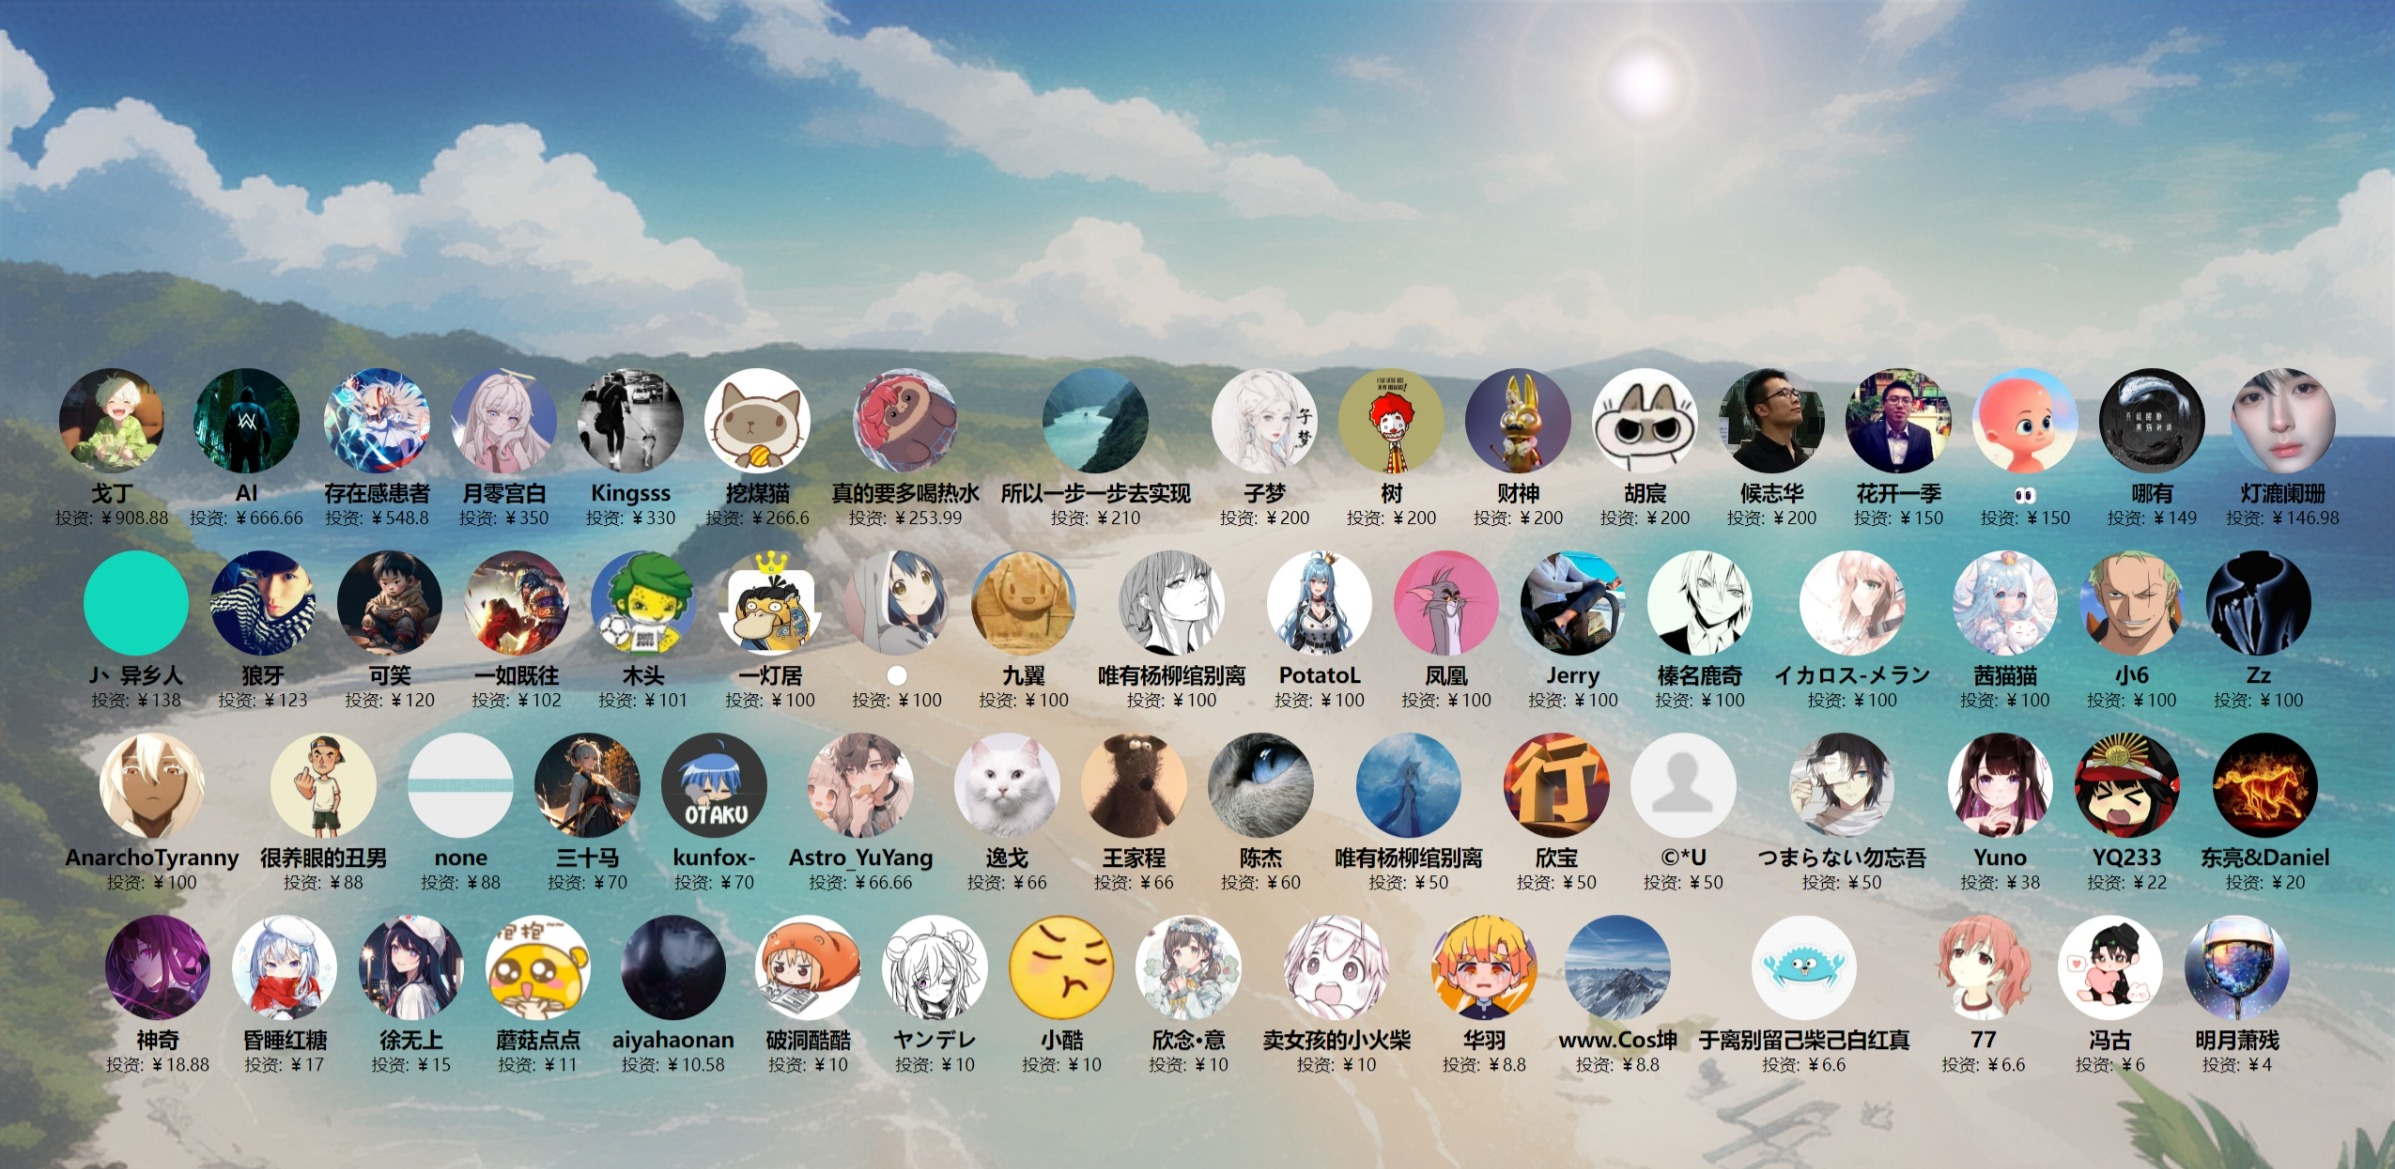 戈丁
投资: ￥908.88
AI
投资: ￥666.66
存在感患者
投资: ￥548.8
月零宫白
投资: ￥350
Kingsss
投资: ￥330
挖煤猫
投资: ￥266.6
真的要多喝热水
投资: ￥253.99
所以一步一步去实现
投资: ￥210
子梦
子梦
投资: ￥200
树
投资: ￥200
财神
投资: ￥200
胡宸
投资: ￥200
候志华
投资: ￥200
花开一季
投资: ￥150
👀
投资: ￥150
哪有
投资: ￥149
灯漉阑珊
投资: ￥146.98
J丶异乡人
投资: ￥138
狼牙
投资: ￥123
可笑
投资: ￥120
一如既往
投资: ￥102
木头
投资: ￥101
一灯居
投资: ￥100
投资: ￥100
九翼
投资: ￥100
唯有杨柳绾别离
投资: ￥100
PotatoL
投资: ￥100
凤凰
投资: ￥100
Jerry
投资: ￥100
榛名鹿奇
投资: ￥100
イカロス-メラン
投资: ￥100
茜猫猫
投资: ￥100
小6
投资: ￥100
Zz
投资: ￥100
AnarchoTyranny
投资: ￥100
很养眼的丑男
投资: ￥88
none
投资: ￥88
三十马
投资: ￥70
OTAKU
kunfox-
投资: ￥70
Astro_YuYang
投资: ￥66.66
逸戈
投资: ￥66
王家程
投资: ￥66
陈杰
投资: ￥60
唯有杨柳绾别离
投资: ￥50
行
欣宝
投资: ￥50
©*U
投资: ￥50
つまらない勿忘吾
投资: ￥50
Yuno
投资: ￥38
YQ233
投资: ￥22
东亮&Daniel
投资: ￥20
神奇
投资: ￥18.88
昏睡红糖
投资: ￥17
徐无上
投资: ￥15
抱抱
蘑菇点点
投资: ￥11
aiyahaonan
投资: ￥10.58
破洞酷酷
投资: ￥10
ヤンデレ
投资: ￥10
小酷
投资: ￥10
欣念•意
投资: ￥10
卖女孩的小火柴
投资: ￥10
华羽
投资: ￥8.8
www.Cos坤
投资: ￥8.8
于离别留己柴己白红真
投资: ￥6.6
77
投资: ￥6.6
冯古
投资: ￥6
明月萧残
投资: ￥4